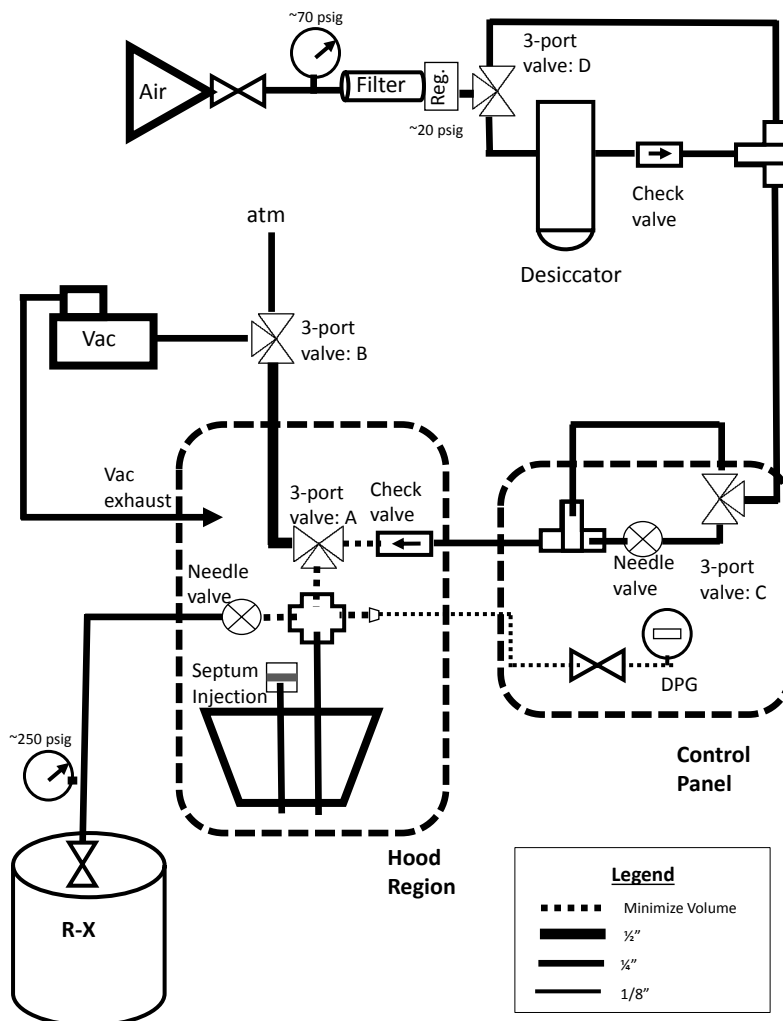 ~70 psig
3-port
valve: D
Air
Filter
Reg.
~20 psig
Check
valve
Desiccator
atm
Vac
3-port
valve: B
Vac
exhaust
3-port
valve: A
Check
valve
Needle
valve
Needle
valve
3-port
valve: C
Septum
Injection
DPG
~250 psig
Control
Panel
Hood
Region
R-X
Legend
Minimize Volume
½”
¼”
1/8”